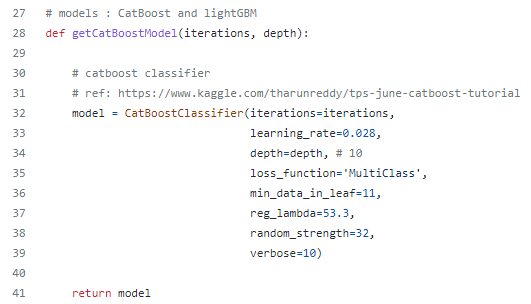 27 # models : CatBoost and lightGBM
28 def getCatBoostModel(iterations, depth):
29
30     # catboost classifier
31     # ref: https://www.kaggle.com/tharunreddy/tps-june-catboost-tutorial
32     model = CatBoostClassifier(iterations=iterations,
33                                learning_rate=0.028,
34                                depth=depth, # 10
35                                loss_function='MultiClass',
36                                min_data_in_leaf=11,
37                                reg_lambda=53.3,
38                                random_strength=32,
39                                verbose=10)
40
41     return model